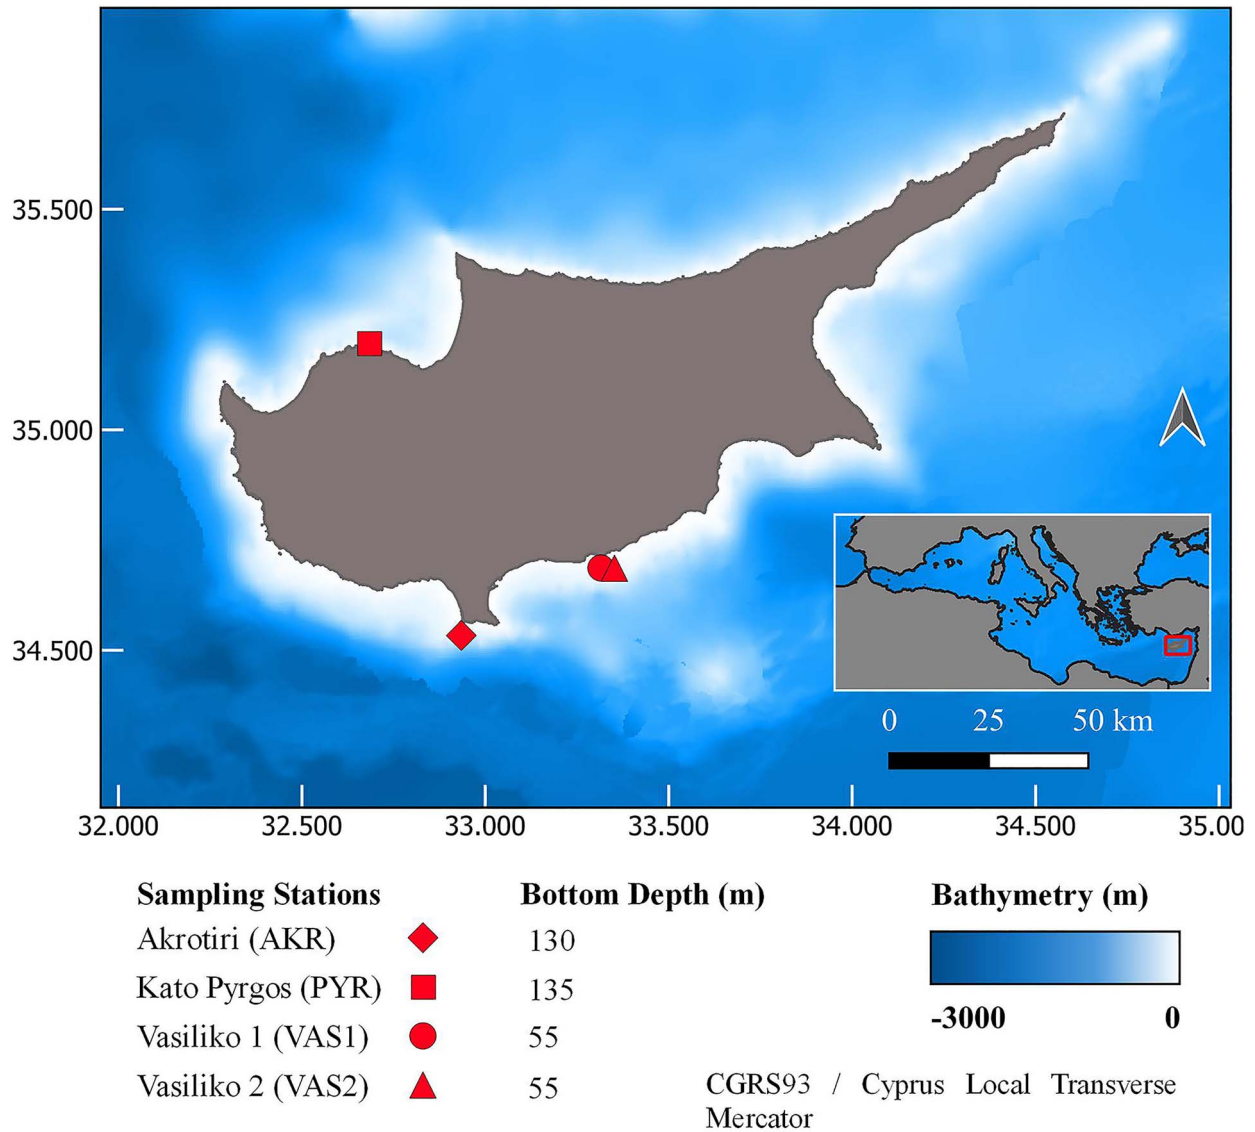 35.500
35.000
34.500
0 25 50 km
32.000 32.500 33.000 33.500 34.000 34.500 35.00
Sampling Stations Bottom Depth (m) Bathymetry (m)
Akrotiri (AKR) 130
Kato Pyrgos (PYR) 135
-3000 0
Vasiliko 1 (VAS1) 55
Vasiliko 2 (VAS2) 55
CGRS93 / Cyprus Local Transverse
Mercator